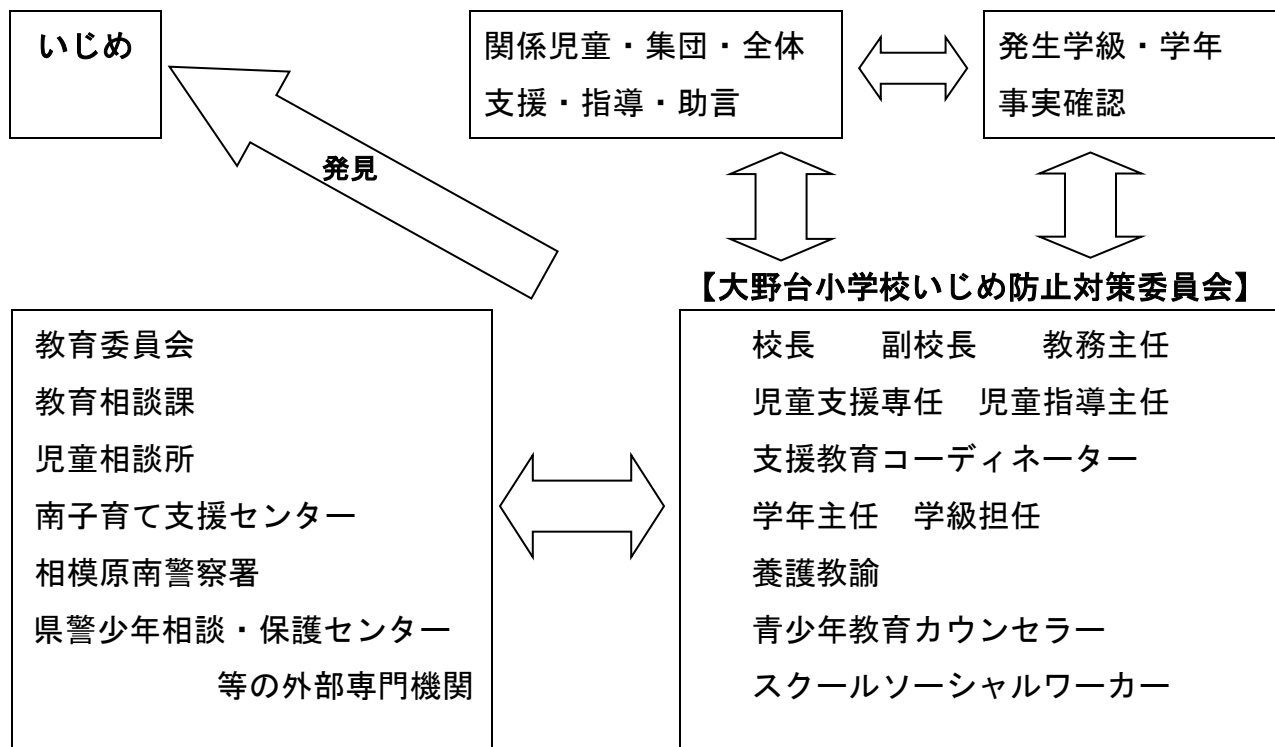 いじめ
関係児童・集団・全体
支援・指導・助言
発生学級・学年
事実確認
発見
【大野台小学校いじめ防止対策委員会】
教育委員会
教育相談課
児童相談所
南子育て支援センター
相模原南警察署
県警少年相談・保護センター
等の外部専門機関
校長　副校長　教務主任
児童支援専任　児童指導主任
支援教育コーディネーター
学年主任　学級担任
養護教諭
青少年教育カウンセラー
スクールソーシャルワーカー